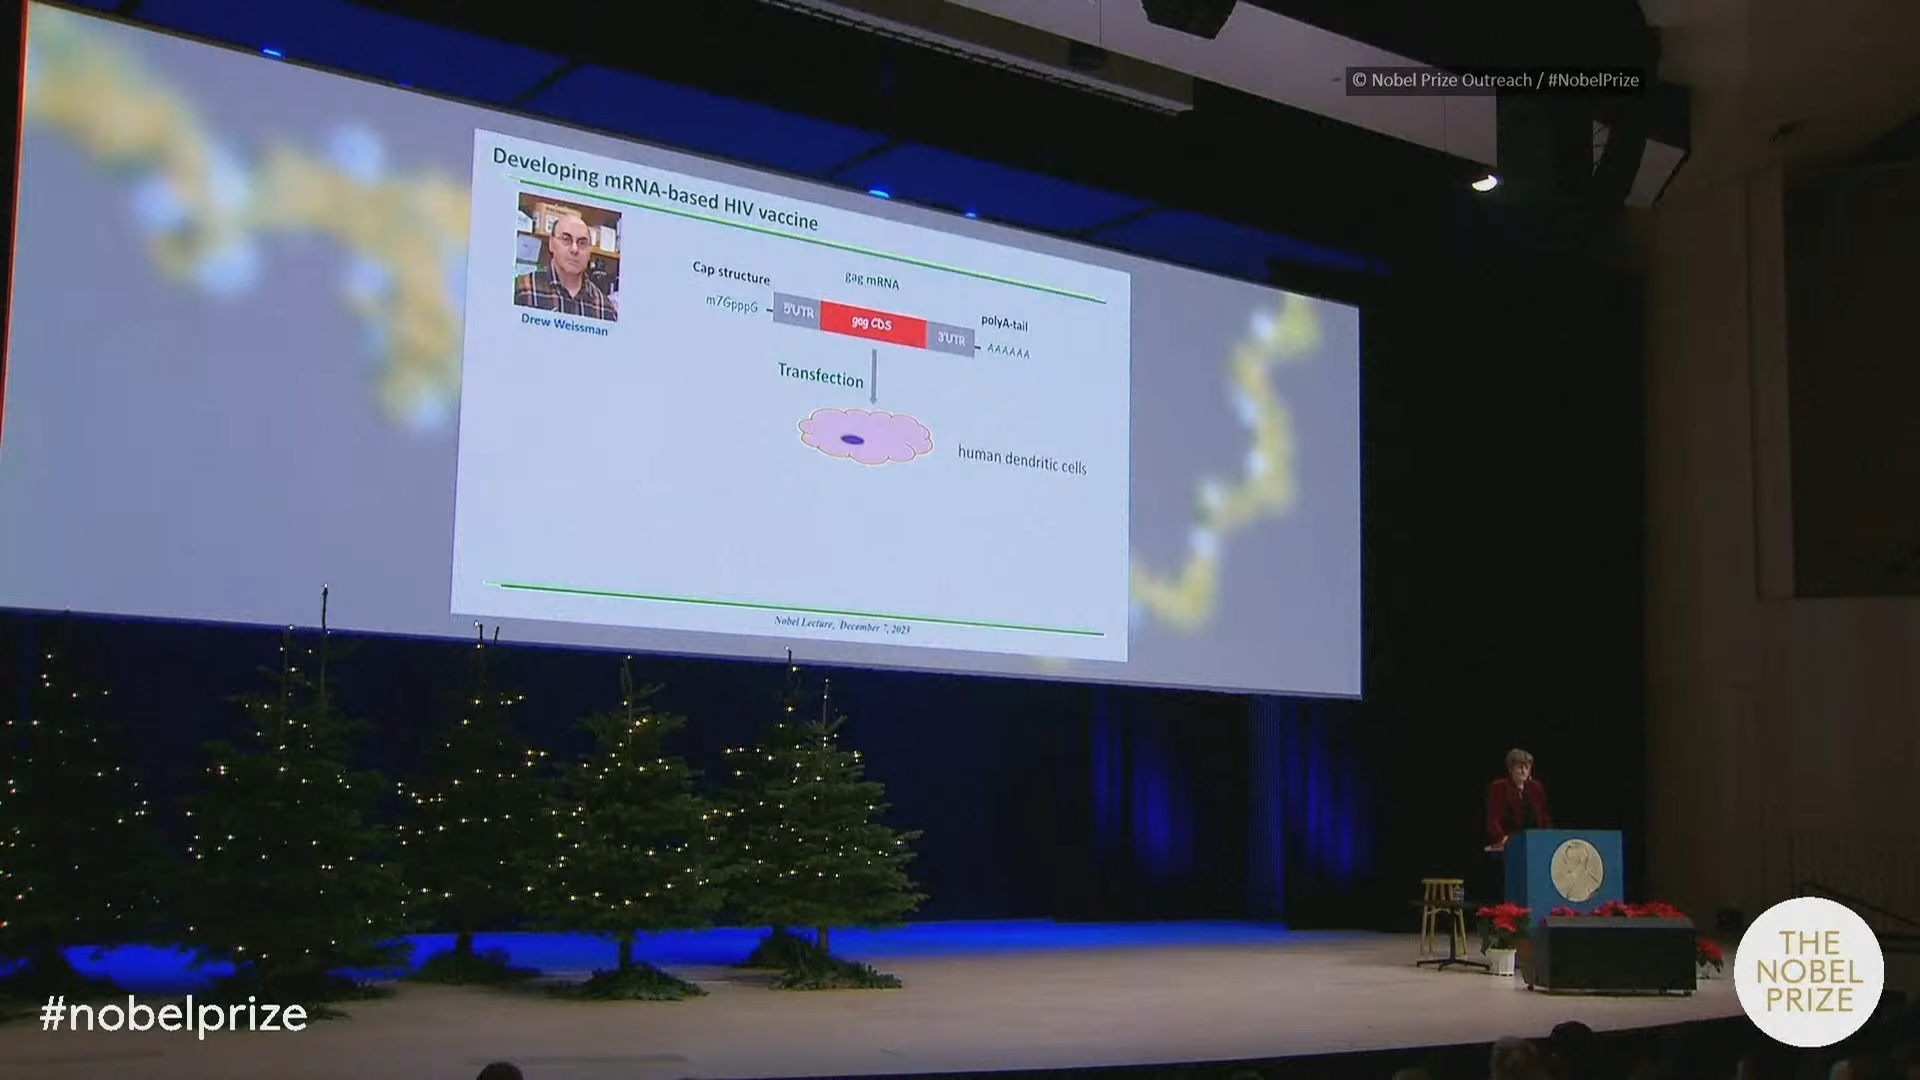 © Nobel Prize Outreach / #NobelPrize
Developing mRNA-based HIV vaccine
Drew Weissman
Cap structure
gag mRNA
m7GpppG
5'UTR
gag CDS
3'UTR
polyA-tail
AAAAAA
Transfection
human dendritic cells
Nobel Lecture, December 7, 2023
#nobelprize
THE
NOBEL
PRIZE